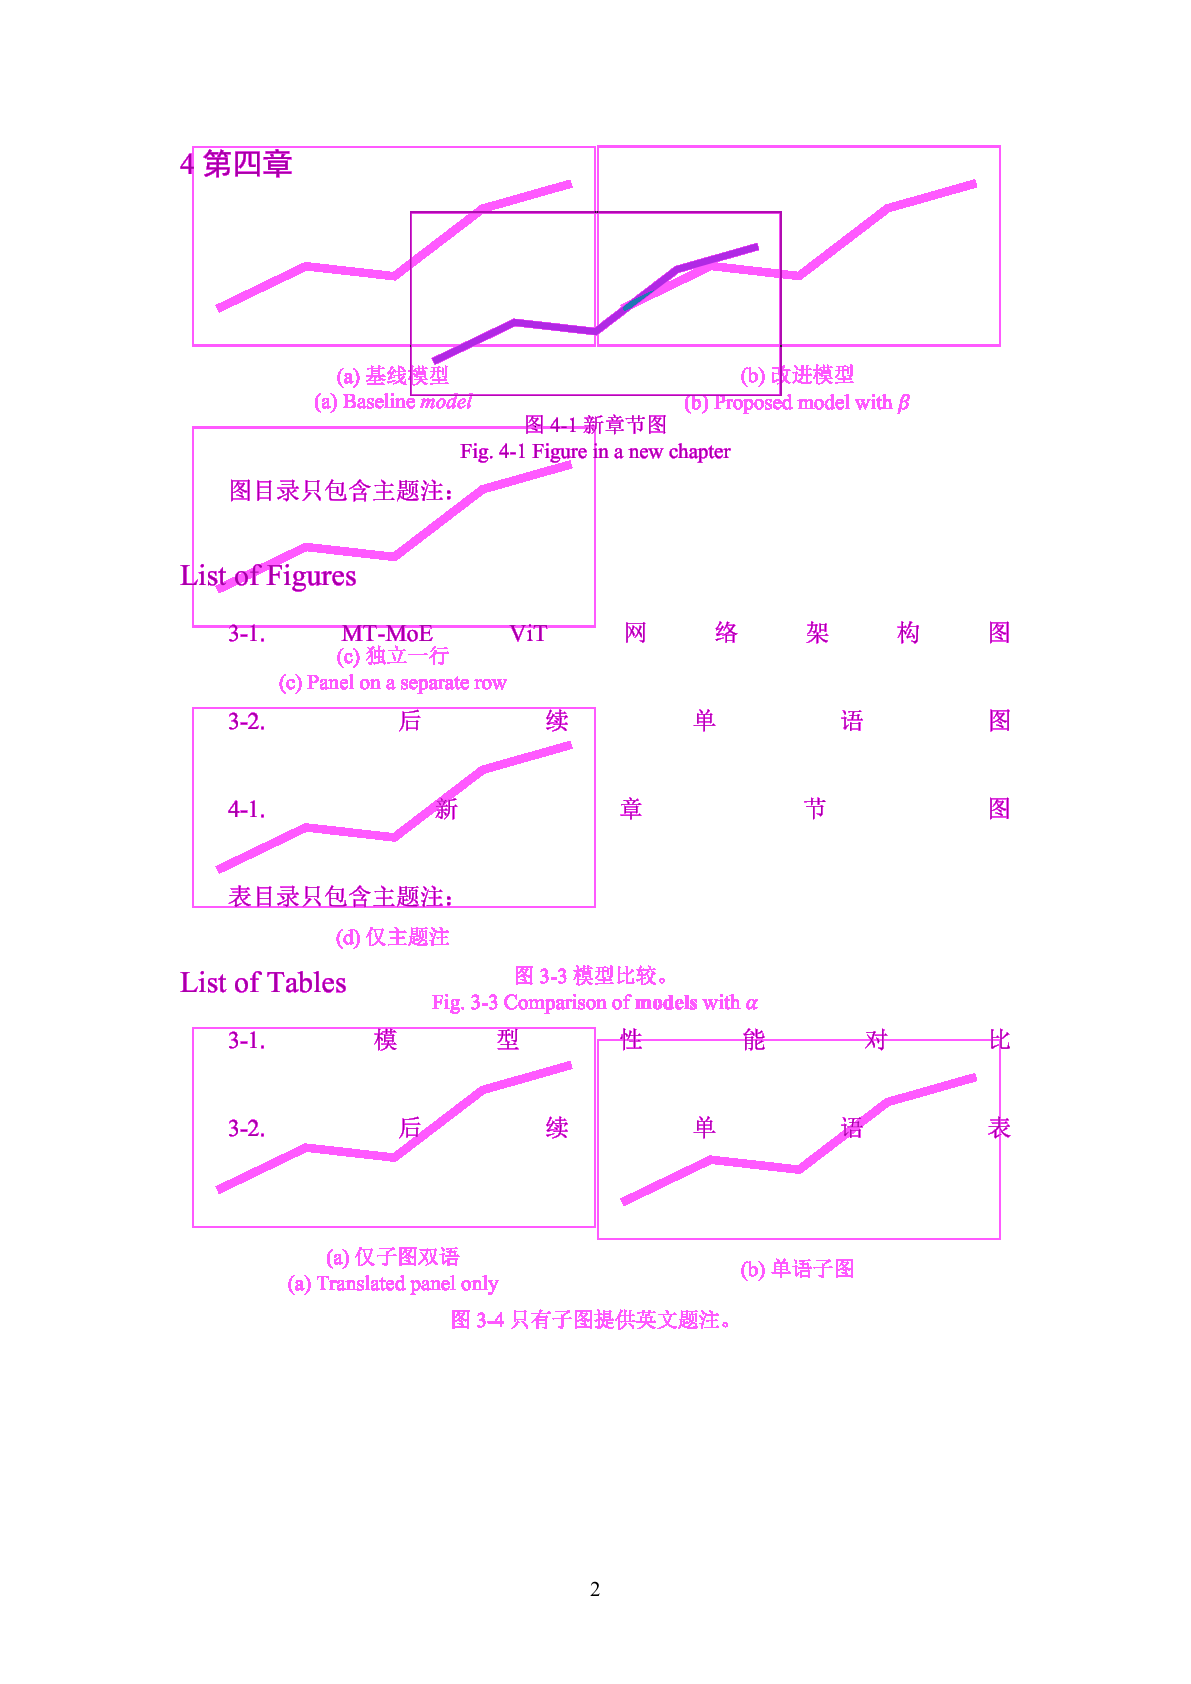 4 第四章
(a) 基线模型
(b) 改进模型
(a) Baseline model
(b) Proposed model with β
图 4-1 新章节图
Fig. 4-1 Figure in a new chapter
图目录只包含主题注：
List of Figures
3-1. MT-MoE ViT 网 络 架 构 图
(c) 独立一行
(c) Panel on a separate row
3-2. 后 续 单 语 图
4-1. 新 章 节 图
表目录只包含主题注：
(d) 仅主题注
图 3-3 模型比较。
List of Tables
Fig. 3-3 Comparison of models with α
3-1. 模 型 性 能 对 比
3-2. 后 续 单 语 表
(a) 仅子图双语
(b) 单语子图
(a) Translated panel only
图 3-4 只有子图提供英文题注。
2